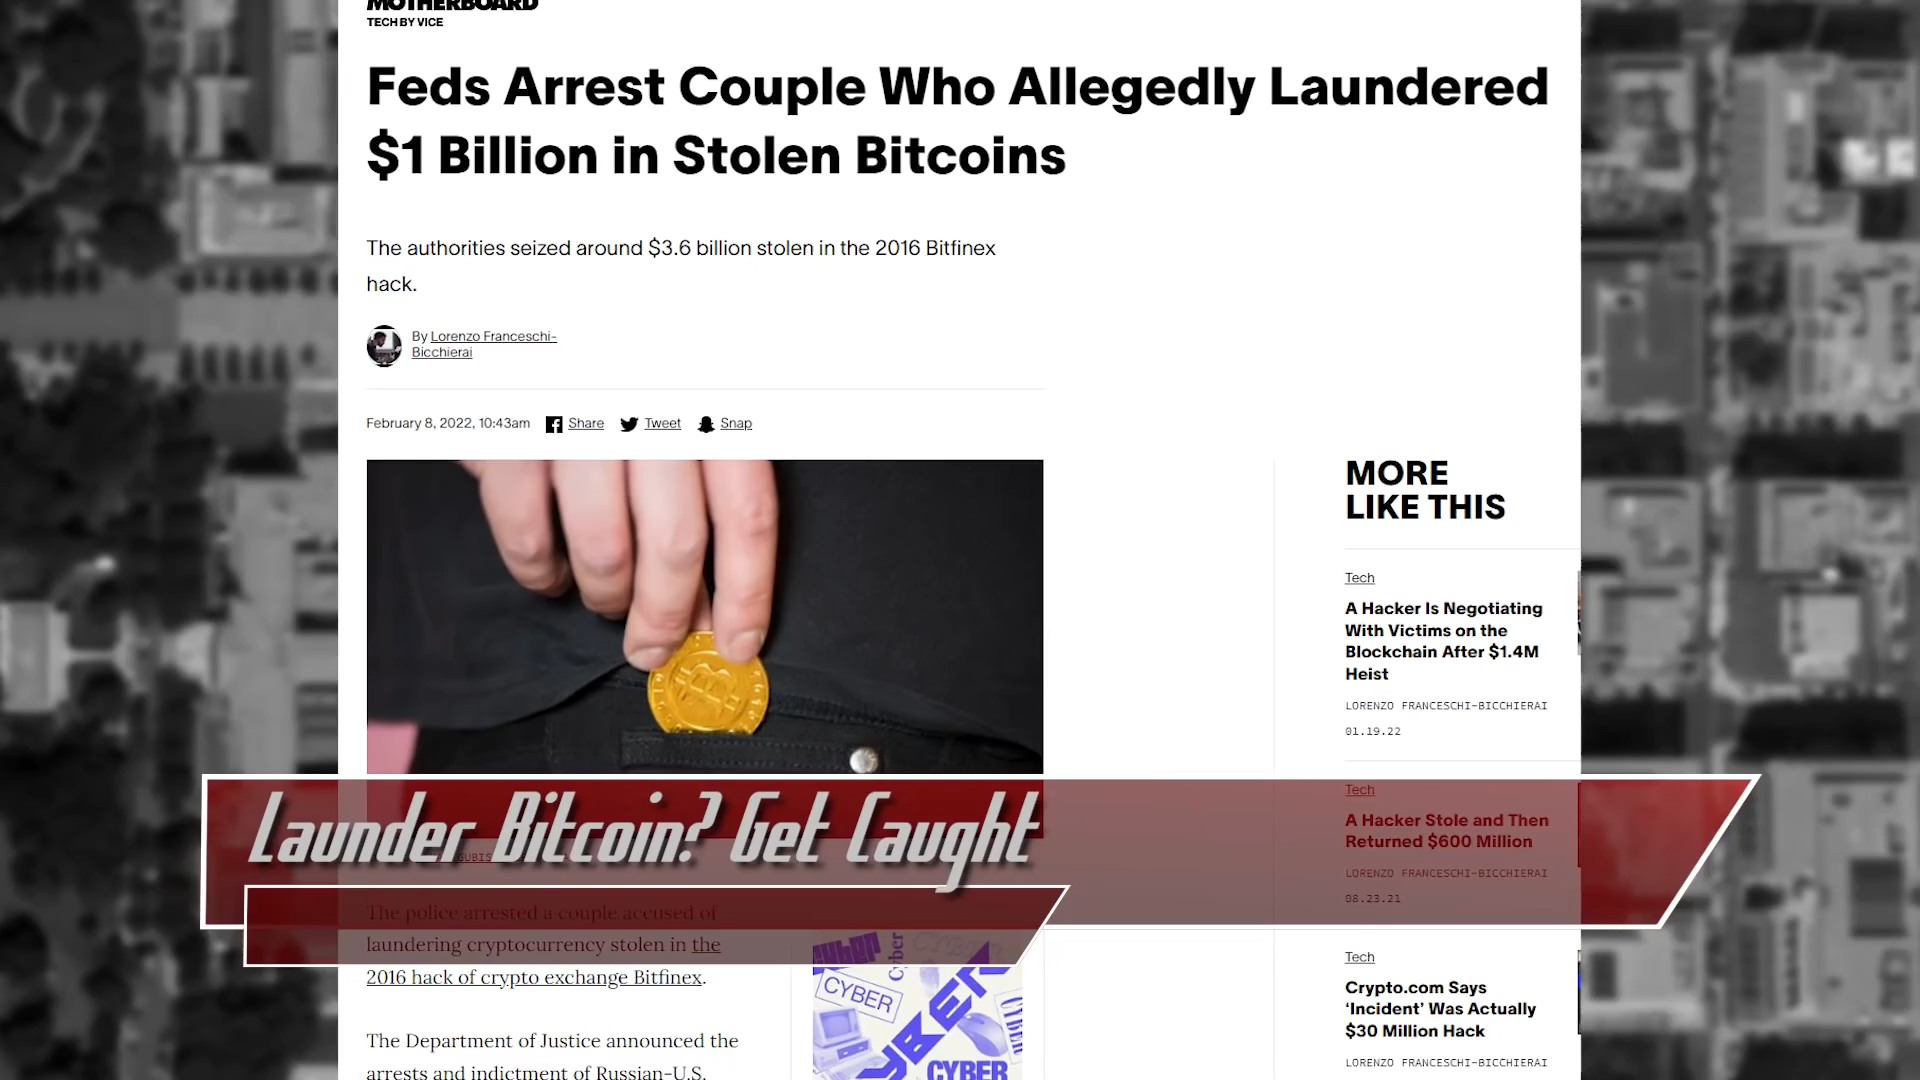 MOTHERBOARD
TECH BY VICE
Feds Arrest Couple Who Allegedly Laundered
$1 Billion in Stolen Bitcoins
The authorities seized around $3.6 billion stolen in the 2016 Bitfinex
hack.
By Lorenzo Franceschi-
Bicchierai
February 8, 2022, 10:43am Share Tweet Snap
MORE
LIKE THIS
Tech
A Hacker Is Negotiating
With Victims on the
Blockchain After $1.4M
Heist
LORENZO FRANCESCHI-BICCHIERAI
01.19.22
Tech
A Hacker Stole and Then
Returned $600 Million
LORENZO FRANCESCHI-BICCHIERAI
08.23.21
Tech
Crypto.com Says
‘Incident’ Was Actually
$30 Million Hack
LORENZO FRANCESCHI-BICCHIERAI
Launder Bitcoin? Get Caught
The police arrested a couple accused of
laundering cryptocurrency stolen in the
2016 hack of crypto exchange Bitfinex.
The Department of Justice announced the
arrests and indictment of Russian-U.S.
Cyber
CYBER
CYBER
CYBER